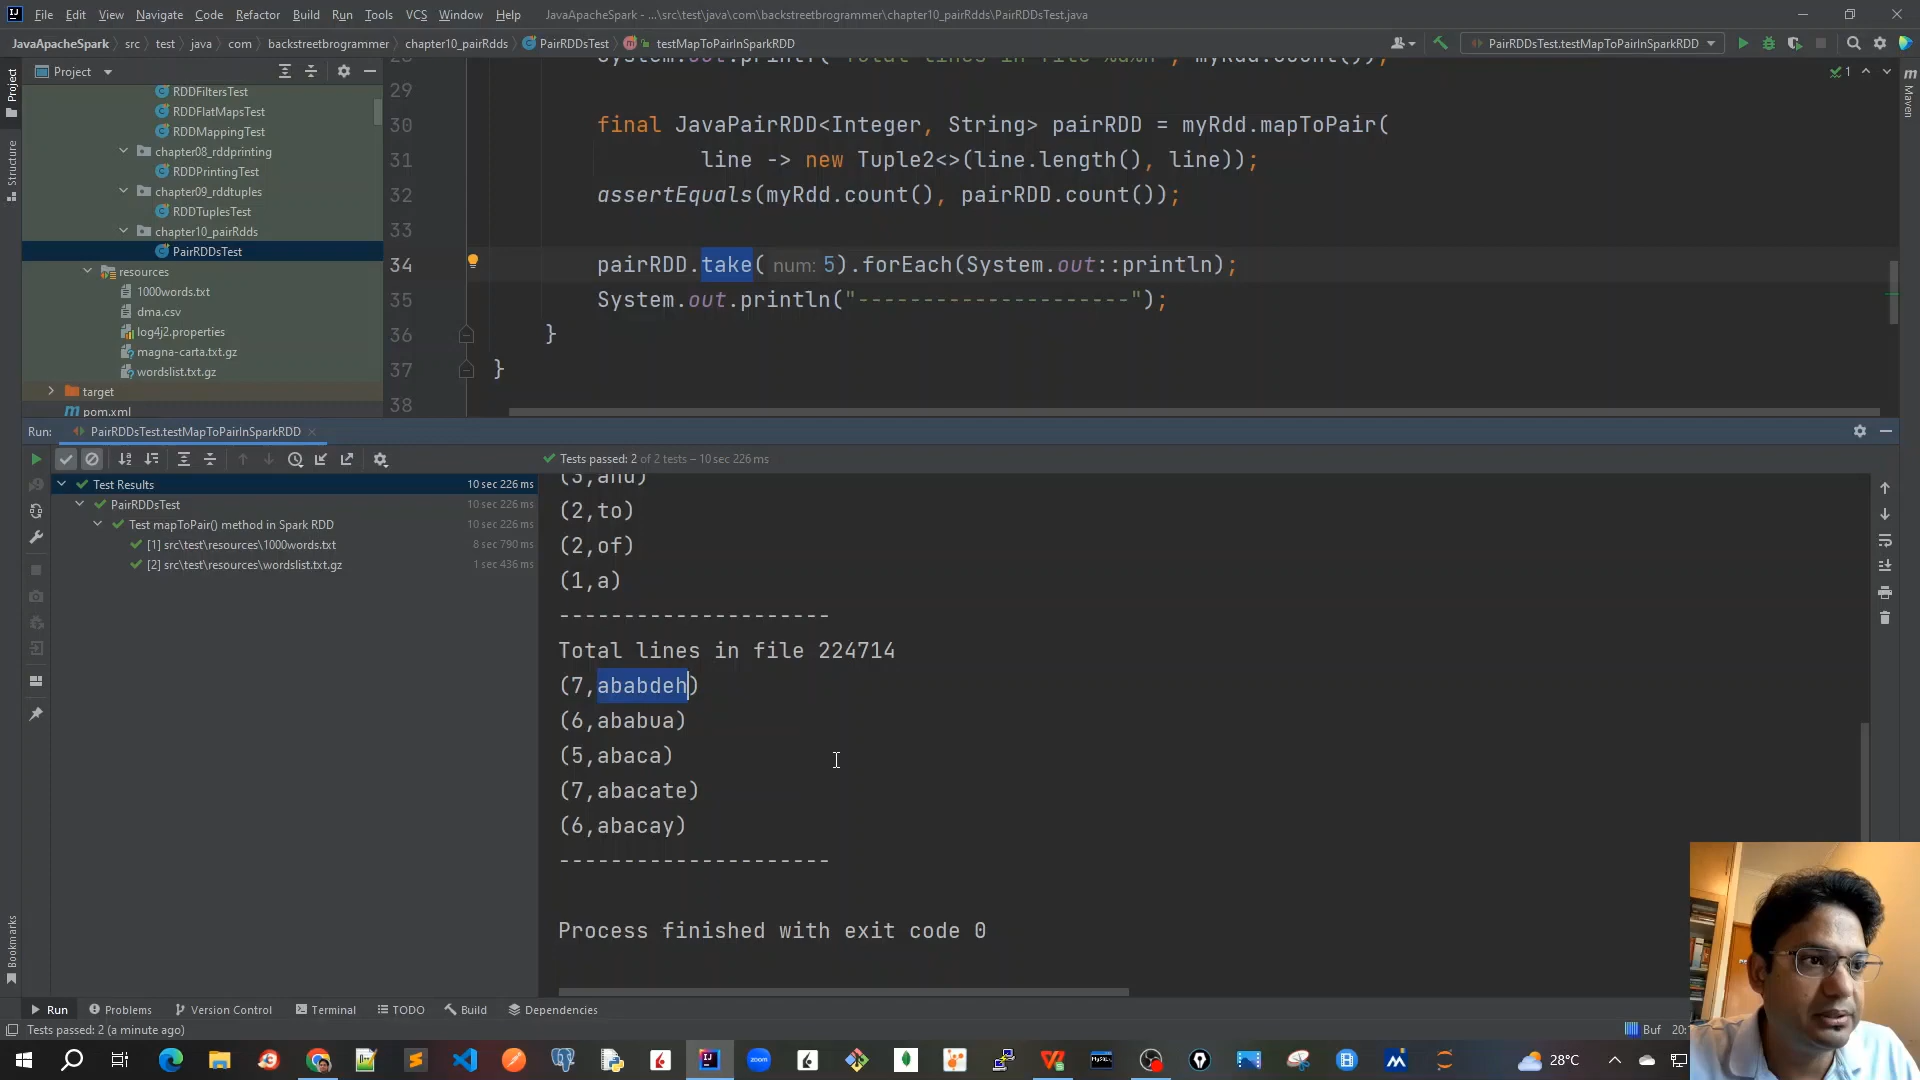 File Edit View Navigate Code Refactor Build Run Tools VCS Window Help JavaApacheSpark - ...\src\test\java\com\backstreetbrogrammer\chapter10_pairRdds\PairRDDsTest.java
JavaApacheSpark src test java com backstreetbrogrammer chapter10_pairRdds PairRDDsTest testMapToPairInSparkRDD PairRDDsTest.testMapToPairInSparkRDD
Project
Project
Structure
Bookmarks
Maven
RDDFiltersTest
RDDFlatMapsTest
RDDMappingTest
chapter08_rddprinting
RDDPrintingTest
chapter09_rddtuples
RDDTuplesTest
chapter10_pairRdds
PairRDDsTest
resources
1000words.txt
dma.csv
log4j2.properties
magna-carta.txt.gz
wordslist.txt.gz
target
pom.xml
1
29
30 final JavaPairRDD<Integer, String> pairRDD = myRdd.mapToPair(
31 line -> new Tuple2<>(line.length(), line));
32 assertEquals(myRdd.count(), pairRDD.count());
33
34 pairRDD.take( num: 5).forEach(System.out::println);
35 System.out.println("---------------------");
36 }
37 }
38
Run: PairRDDsTest.testMapToPairInSparkRDD
Tests passed: 2 of 2 tests – 10 sec 226 ms
Test Results 10 sec 226 ms
PairRDDsTest 10 sec 226 ms
Test mapToPair() method in Spark RDD 10 sec 226 ms
[1] src\test\resources\1000words.txt 8 sec 790 ms
[2] src\test\resources\wordslist.txt.gz 1 sec 436 ms
(3,and)
(2,to)
(2,of)
(1,a)
---------------------
Total lines in file 224714
(7,ababdeh)
(6,ababua)
(5,abaca)
(7,abacate)
(6,abacay)
---------------------
Process finished with exit code 0
Run Problems Version Control Terminal TODO Build Dependencies
Tests passed: 2 (a minute ago) Buf 20:
zoom 28°C